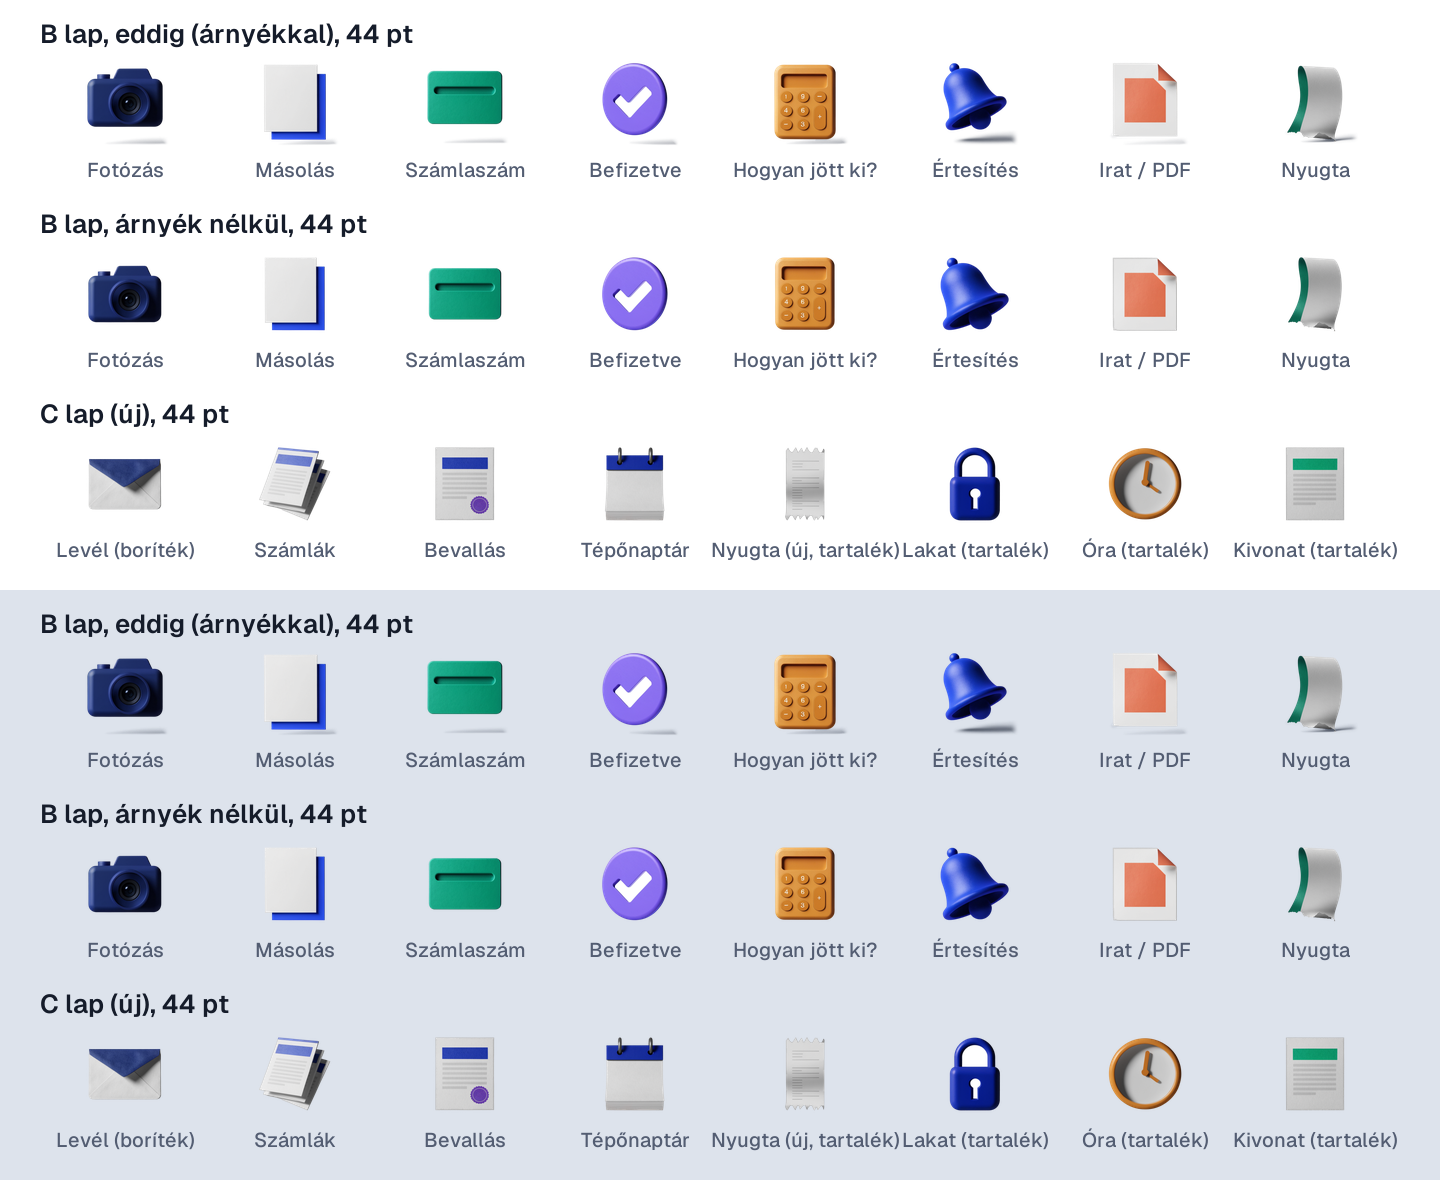 B lap, eddig (árnyékkal), 44 pt
Fotózás Másolás Számlaszám Befizetve Hogyan jött ki? Értesítés Irat / PDF Nyugta
B lap, árnyék nélkül, 44 pt
Fotózás Másolás Számlaszám Befizetve Hogyan jött ki? Értesítés Irat / PDF Nyugta
C lap (új), 44 pt
Levél (boríték) Számlák Bevallás Tépőnaptár Nyugta (új, tartalék) Lakat (tartalék) Óra (tartalék) Kivonat (tartalék)
B lap, eddig (árnyékkal), 44 pt
Fotózás Másolás Számlaszám Befizetve Hogyan jött ki? Értesítés Irat / PDF Nyugta
B lap, árnyék nélkül, 44 pt
Fotózás Másolás Számlaszám Befizetve Hogyan jött ki? Értesítés Irat / PDF Nyugta
C lap (új), 44 pt
Levél (boríték) Számlák Bevallás Tépőnaptár Nyugta (új, tartalék) Lakat (tartalék) Óra (tartalék) Kivonat (tartalék)